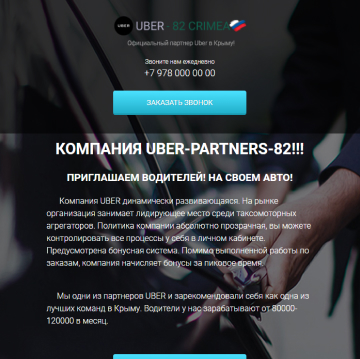 UBER UBER - 82 CRIMEA
Официальный партнер Uber в Крыму!
Звоните нам ежедневно
+7 978 000 00 00
ЗАКАЗАТЬ ЗВОНОК
КОМПАНИЯ UBER-PARTNERS-82!!!
ПРИГЛАШАЕМ ВОДИТЕЛЕЙ! НА СВОЕМ АВТО!
Компания UBER динамически развивающаяся. На рынке
организация занимает лидирующее место среди таксомоторных
агрегаторов. Политика компании абсолютно прозрачная, вы можете
контролировать все процессы у себя в личном кабинете.
Предусмотрена бонусная система. Помимо выполненной работы по
заказам, компания начисляет бонусы за пиковое время.
Мы одни из партнеров UBER и зарекомендовали себя как одна из
лучших команд в Крыму. Водители у нас зарабатывают от 80000-
120000 в месяц.